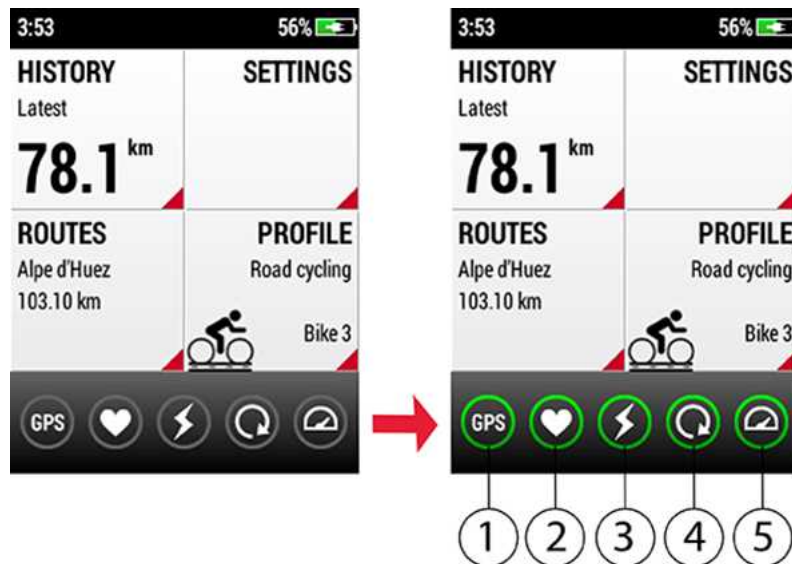 3:53 56%
HISTORY SETTINGS
Latest
78.1 km
ROUTES PROFILE
Alpe d'Huez Road cycling
103.10 km
Bike 3
GPS
3:53 56%
HISTORY SETTINGS
Latest
78.1 km
ROUTES PROFILE
Alpe d'Huez Road cycling
103.10 km
Bike 3
GPS
1 2 3 4 5